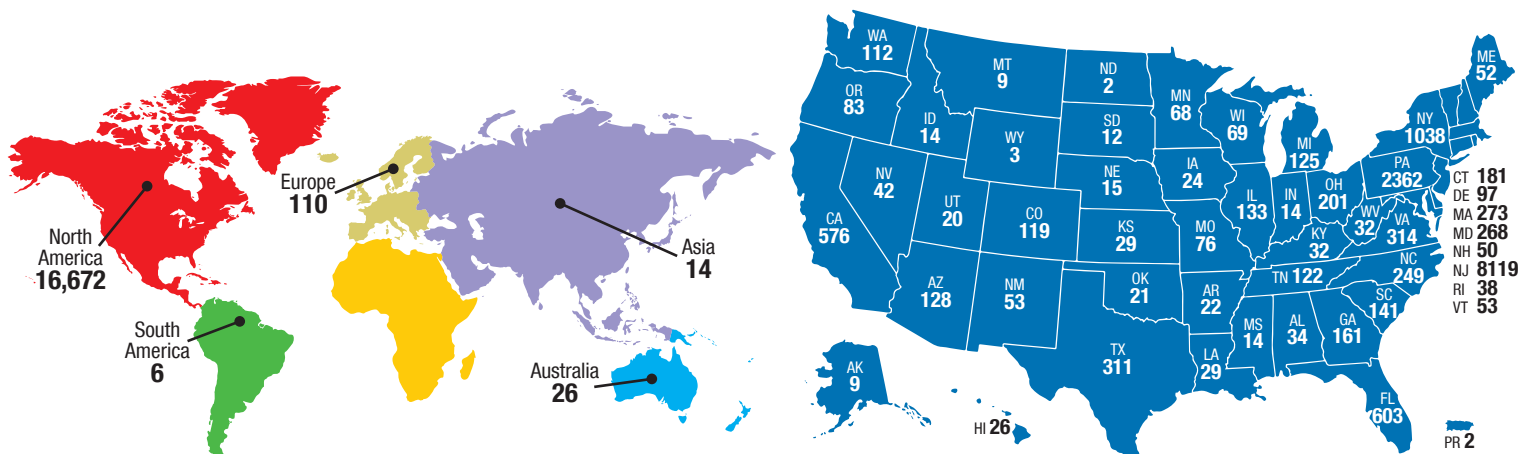 North
America
16,672
South
America
6
Europe
110
Asia
14
Australia
26
WA
112
OR
83
CA
576
NV
42
ID
14
MT
9
WY
3
UT
20
AZ
128
CO
119
NM
53
ND
2
SD
12
NE
15
KS
29
OK
21
TX
311
MN
68
IA
24
MO
76
AR
22
LA
29
WI
69
IL
133
MI
125
IN
14
OH
201
KY
32
TN 122
MS
14
AL
34
GA
161
FL
603
SC
141
NC
249
VA
314
WV
32
PA
2362
NY
1038
ME
52
CT 181
DE 97
MA 273
MD 268
NH 50
NJ 8119
RI 38
VT 53
AK
9
HI 26
PR 2